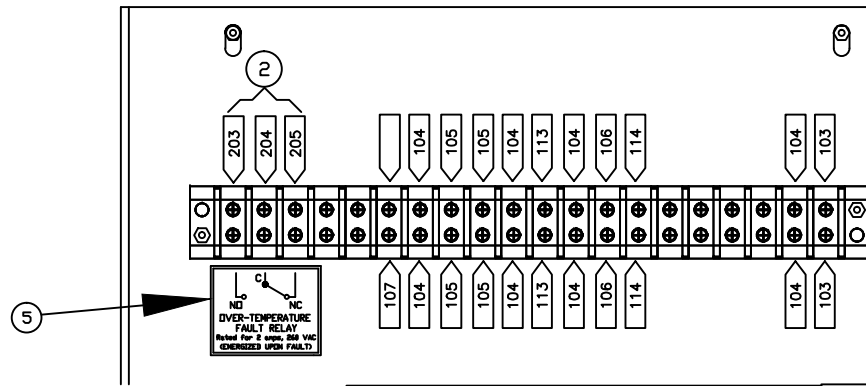 2
203 204 205 104 105 105 104 113 104 106 114 104 103
107 104 105 105 104 113 104 106 114 104 103
5
C
NO NC
OVER-TEMPERATURE
FAULT RELAY
Rated for 2 amps, 260 VAC
(ENERGIZED UPON FAULT)